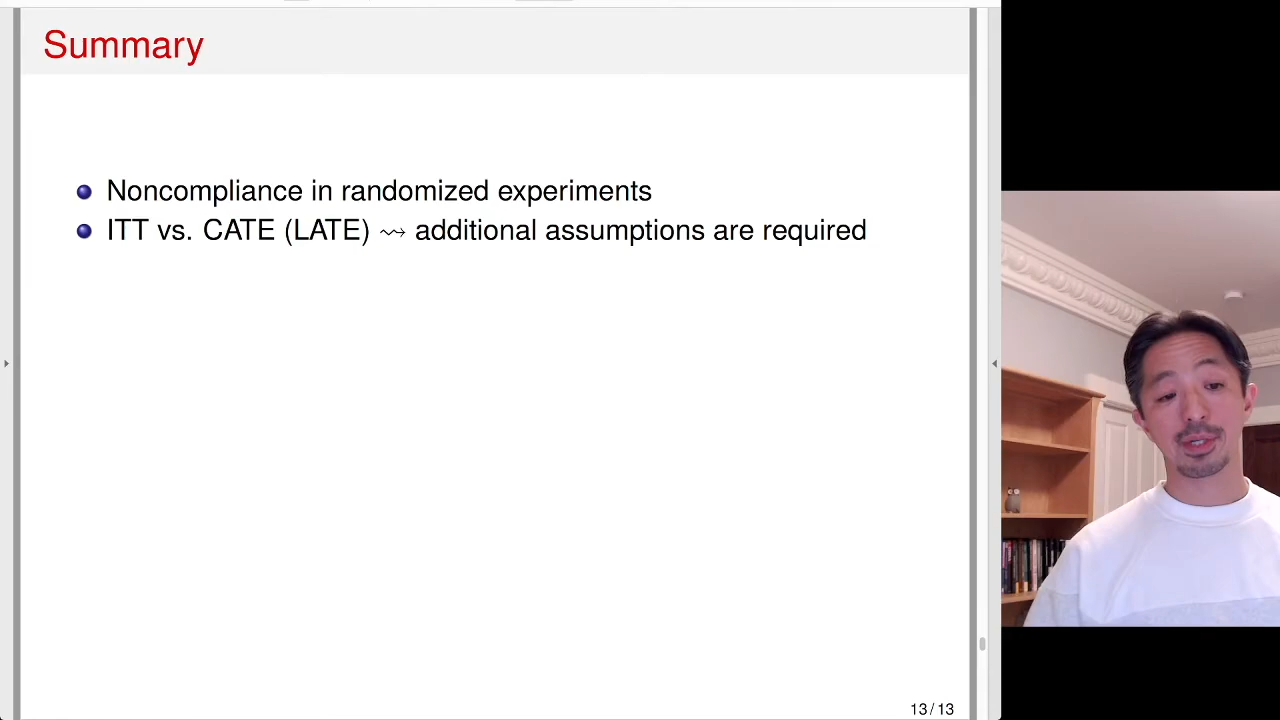 Summary
Noncompliance in randomized experiments
ITT vs. CATE (LATE) ⇝ additional assumptions are required
13 / 13